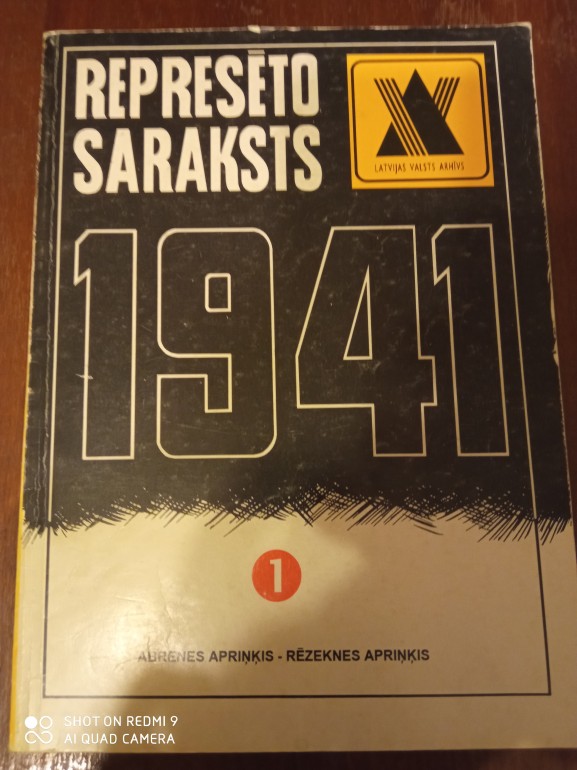 REPRESĒTO
SARAKSTS
LATVIJAS VALSTS ARHĪVS
1941
1
ABRENES APRIŅĶIS - RĒZEKNES APRIŅĶIS
SHOT ON REDMI 9
AI QUAD CAMERA